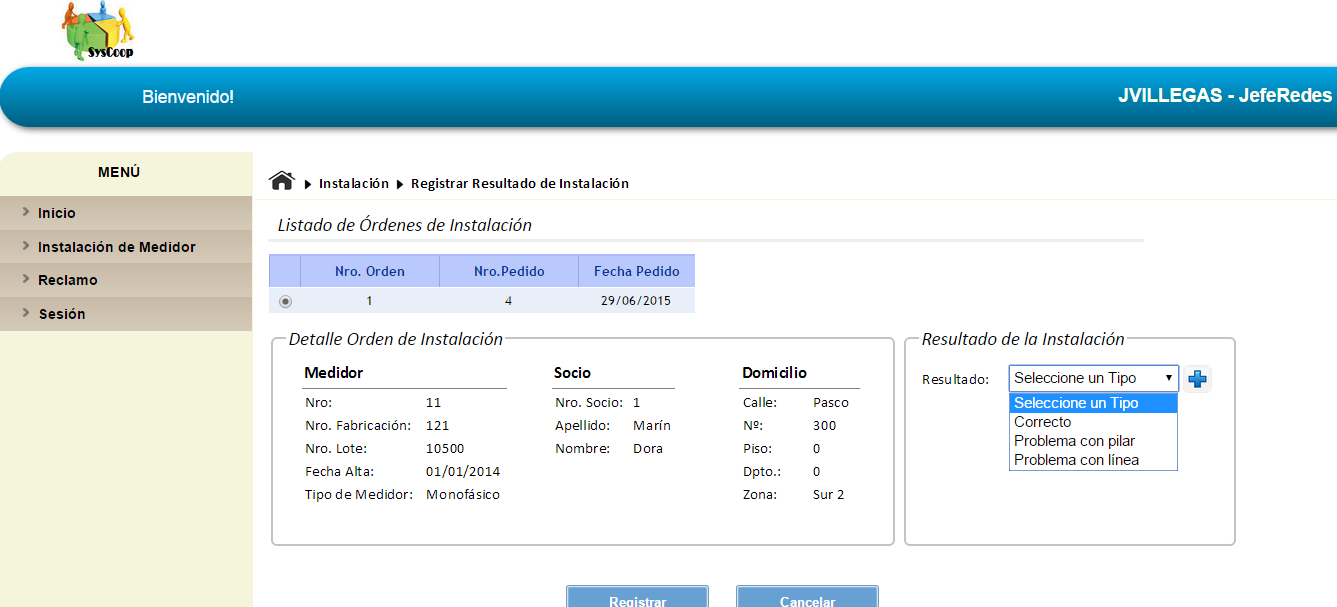 SysCoop
Bienvenido!
JVILLEGAS - JefeRedes
MENÚ
Inicio
Instalación de Medidor
Reclamo
Sesión
Instalación
Registrar Resultado de Instalación
Listado de Órdenes de Instalación
Nro. Orden Nro.Pedido Fecha Pedido
1 4 29/06/2015
Detalle Orden de Instalación
Medidor
Nro: 11
Nro. Fabricación: 121
Nro. Lote: 10500
Fecha Alta: 01/01/2014
Tipo de Medidor: Monofásico
Socio
Nro. Socio: 1
Apellido: Marín
Nombre: Dora
Domicilio
Calle: Pasco
Nº: 300
Piso: 0
Dpto.: 0
Zona: Sur 2
Resultado de la Instalación
Resultado: Seleccione un Tipo
Seleccione un Tipo
Correcto
Problema con pilar
Problema con línea
Registrar
Cancelar